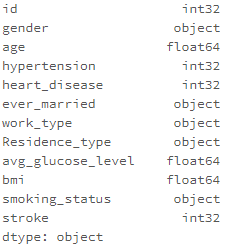 id int32
gender object
age float64
hypertension int32
heart_disease int32
ever_married object
work_type object
Residence_type object
avg_glucose_level float64
bmi float64
smoking_status object
stroke int32
dtype: object